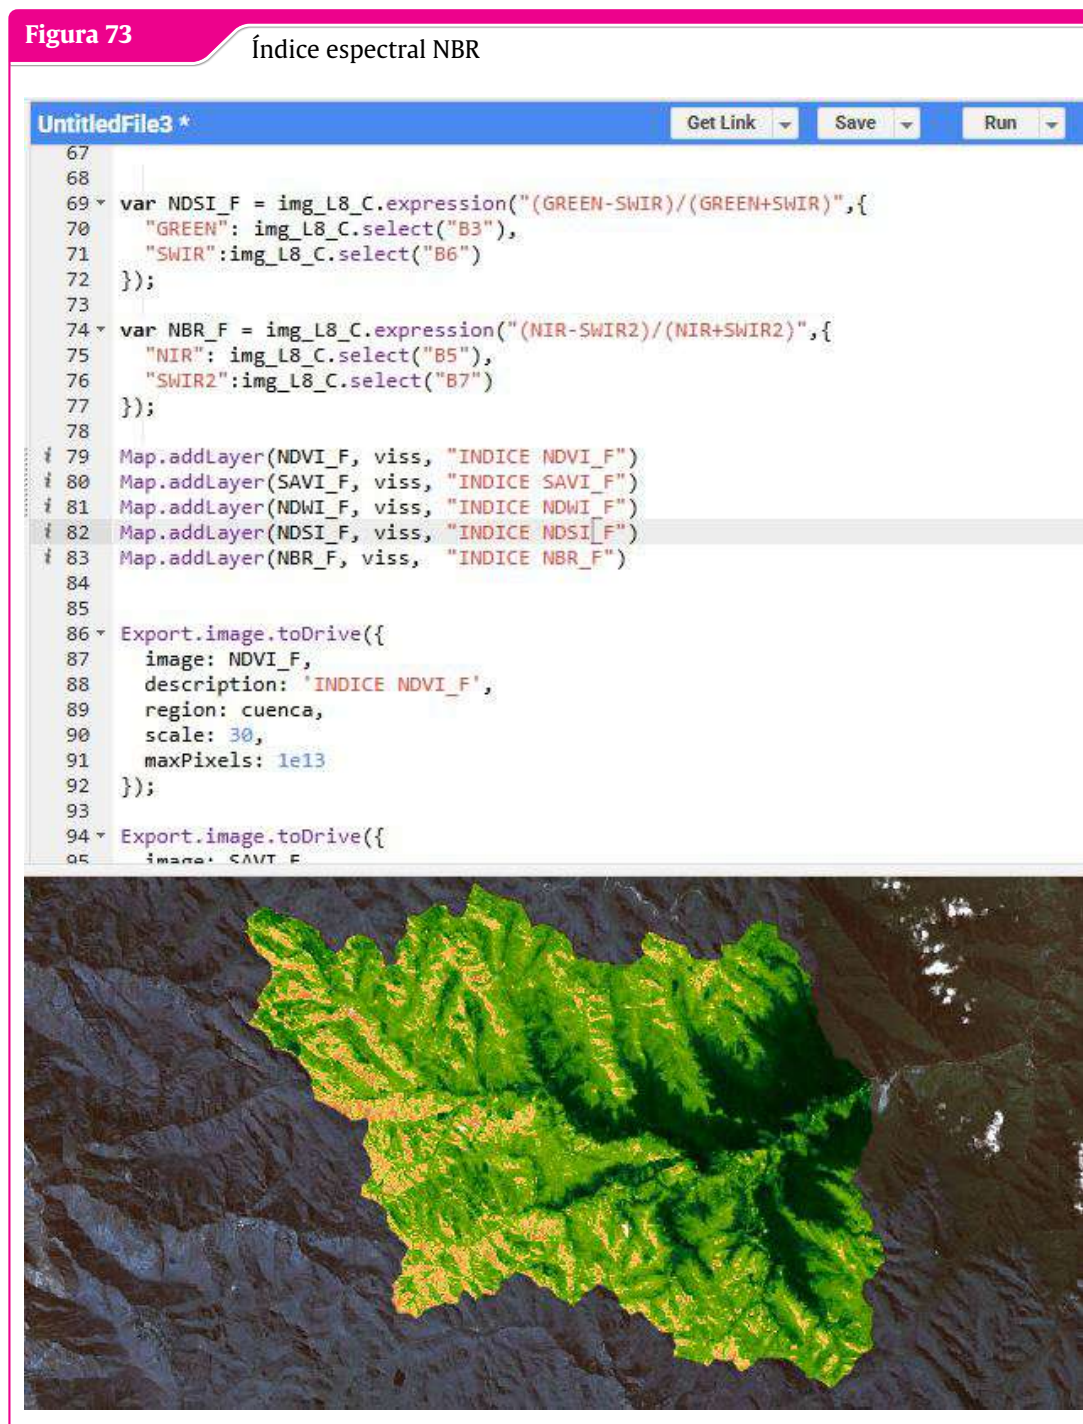 Figura 73
Índice espectral NBR
UntitledFile3 *
Get Link
Save
Run
67
68
69 var NDSI_F = img_L8_C.expression("(GREEN-SWIR)/(GREEN+SWIR)",{
70 "GREEN": img_L8_C.select("B3"),
71 "SWIR":img_L8_C.select("B6")
72 });
73
74 var NBR_F = img_L8_C.expression("(NIR-SWIR2)/(NIR+SWIR2)",{
75 "NIR": img_L8_C.select("B5"),
76 "SWIR2":img_L8_C.select("B7")
77 });
78
i 79 Map.addLayer(NDVI_F, viss, "INDICE NDVI_F")
i 80 Map.addLayer(SAVI_F, viss, "INDICE SAVI_F")
i 81 Map.addLayer(NDWI_F, viss, "INDICE NDWI_F")
i 82 Map.addLayer(NDSI_F, viss, "INDICE NDSI_F")
i 83 Map.addLayer(NBR_F, viss, "INDICE NBR_F")
84
85
86 Export.image.toDrive({
87 image: NDVI_F,
88 description: 'INDICE NDVI_F',
89 region: cuenca,
90 scale: 30,
91 maxPixels: 1e13
92 });
93
94 Export.image.toDrive({
95 image: SAVI_F